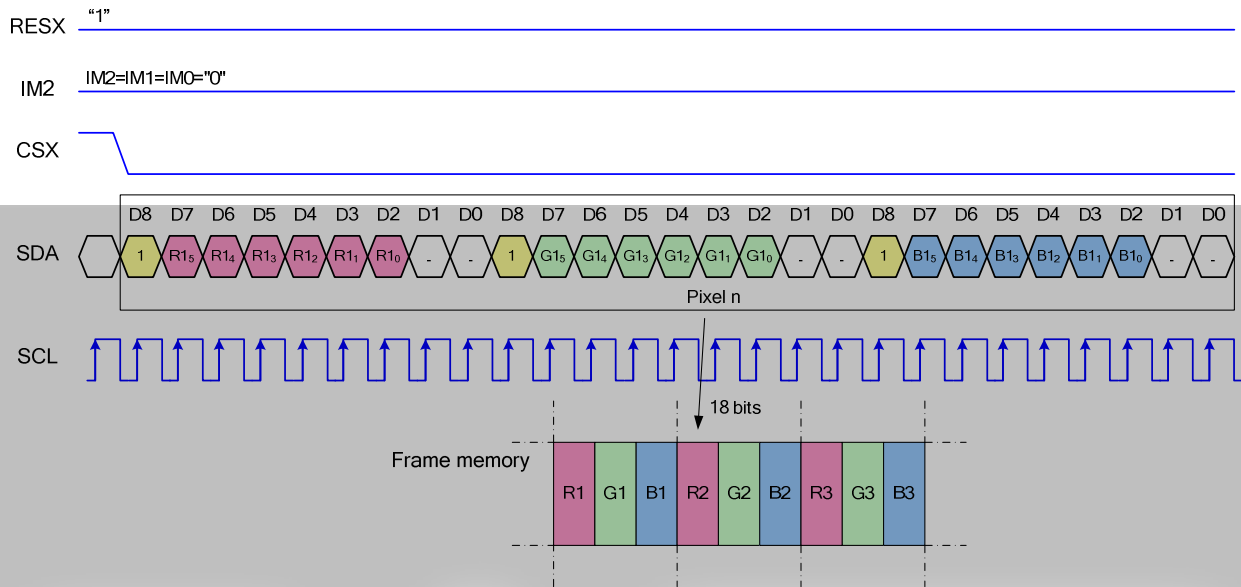 RESX "1"
IM2 IM2=IM1=IM0="0"
CSX
D8 D7 D6 D5 D4 D3 D2 D1 D0 D8 D7 D6 D5 D4 D3 D2 D1 D0 D8 D7 D6 D5 D4 D3 D2 D1 D0
SDA 1 R1₅ R1₄ R1₃ R1₂ R1₁ R1₀ - - 1 G1₅ G1₄ G1₃ G1₂ G1₁ G1₀ - - 1 B1₅ B1₄ B1₃ B1₂ B1₁ B1₀ - -
Pixel n
SCL
18 bits
Frame memory
R1 G1 B1 R2 G2 B2 R3 G3 B3